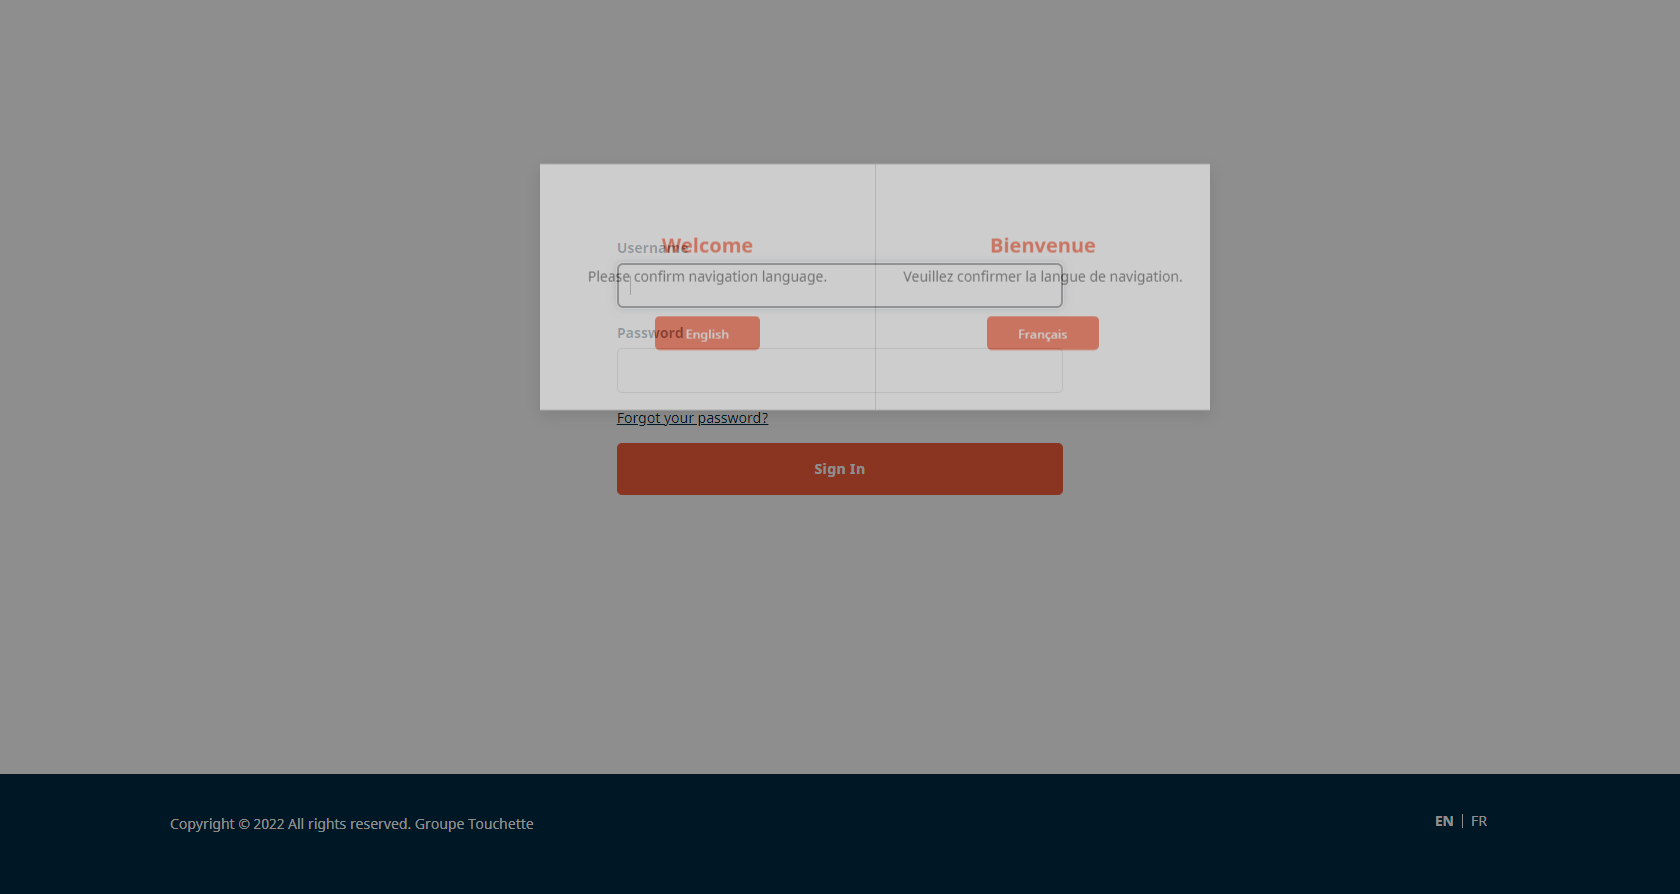 Welcome
Bienvenue
Username
Please confirm navigation language.
Veuillez confirmer la langue de navigation.
Password
English
Français
Forgot your password?
Sign In
Copyright © 2022 All rights reserved. Groupe Touchette
EN | FR